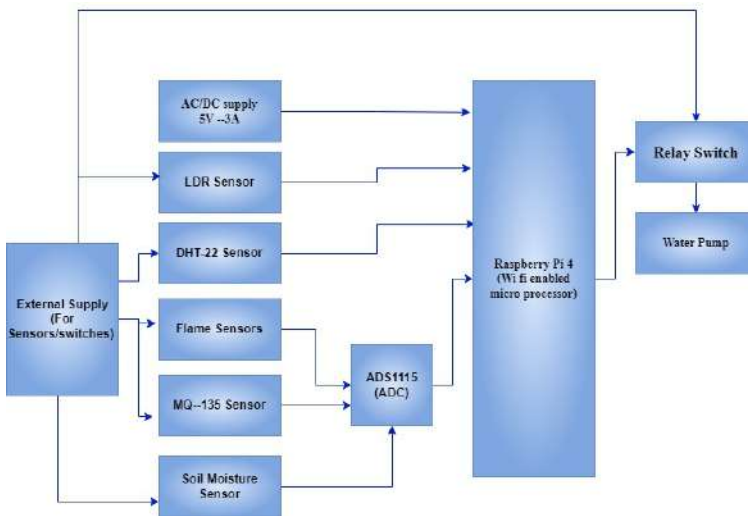 AC/DC supply
5V --3A
LDR Sensor
DHT-22 Sensor
External Supply
(For
Sensors/switches)
Flame Sensors
MQ--135 Sensor
Soil Moisture
Sensor
ADS1115
(ADC)
Raspberry Pi 4
(Wi fi enabled
micro processor)
Relay Switch
Water Pump